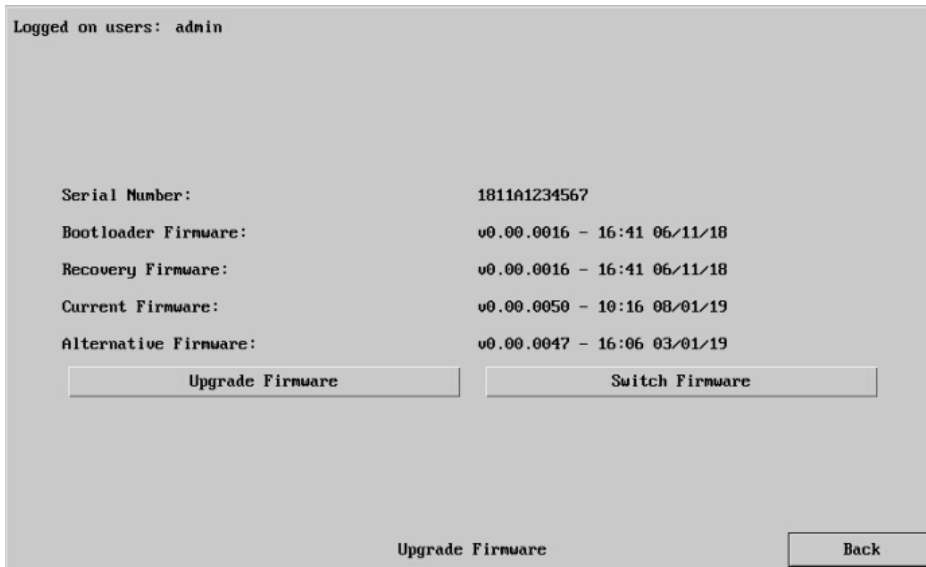 Logged on users: admin
Serial Number: 1811A1234567
Bootloader Firmware: v0.00.0016 - 16:41 06/11/18
Recovery Firmware: v0.00.0016 - 16:41 06/11/18
Current Firmware: v0.00.0050 - 10:16 08/01/19
Alternative Firmware: v0.00.0047 - 16:06 03/01/19
Upgrade Firmware Switch Firmware
Upgrade Firmware Back